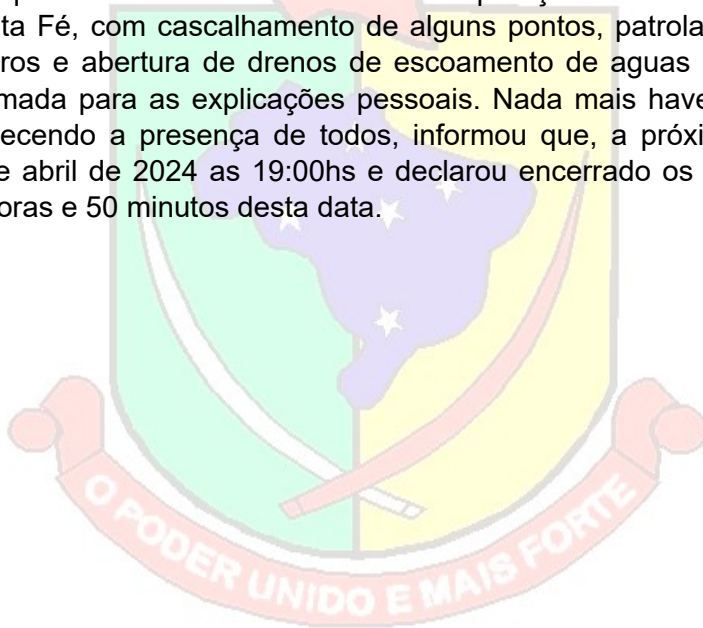 ta Fé, com cascalhamento de alguns pontos, patrola
ros e abertura de drenos de escoamento de aguas
mada para as explicações pessoais. Nada mais have
ecendo a presença de todos, informou que, a próxi
e abril de 2024 as 19:00hs e declarou encerrado os
oras e 50 minutos desta data.
O PODER UNIDO E MAIS FORTE